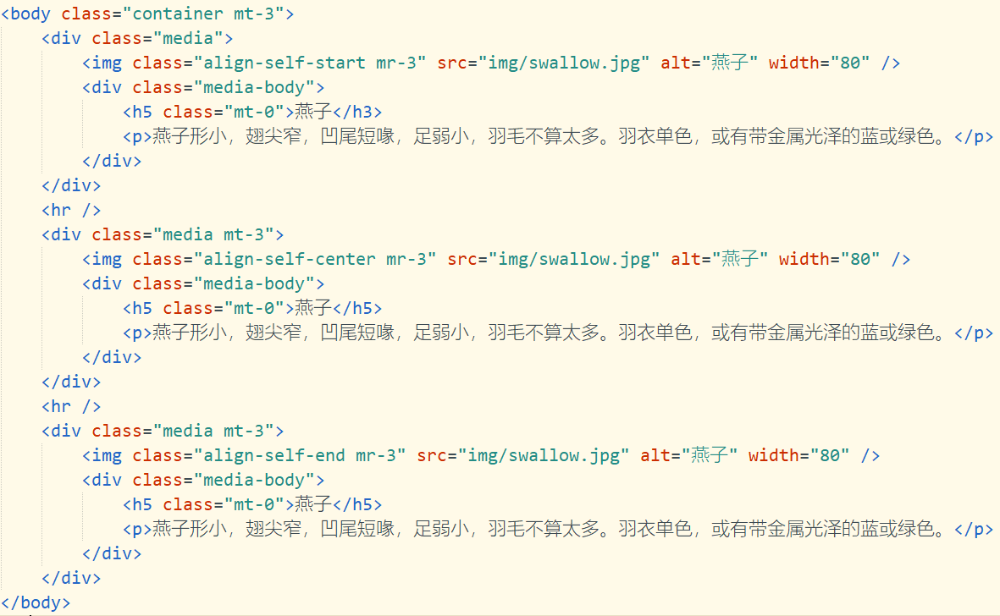 <body class="container mt-3">
    <div class="media">
        <img class="align-self-start mr-3" src="img/swallow.jpg" alt="燕子" width="80" />
        <div class="media-body">
            <h5 class="mt-0">燕子</h3>
            <p>燕子形小，翅尖窄，凹尾短喙，足弱小，羽毛不算太多。羽衣单色，或有带金属光泽的蓝或绿色。</p>
        </div>
    </div>
    <hr />
    <div class="media mt-3">
        <img class="align-self-center mr-3" src="img/swallow.jpg" alt="燕子" width="80" />
        <div class="media-body">
            <h5 class="mt-0">燕子</h5>
            <p>燕子形小，翅尖窄，凹尾短喙，足弱小，羽毛不算太多。羽衣单色，或有带金属光泽的蓝或绿色。</p>
        </div>
    </div>
    <hr />
    <div class="media mt-3">
        <img class="align-self-end mr-3" src="img/swallow.jpg" alt="燕子" width="80" />
        <div class="media-body">
            <h5 class="mt-0">燕子</h5>
            <p>燕子形小，翅尖窄，凹尾短喙，足弱小，羽毛不算太多。羽衣单色，或有带金属光泽的蓝或绿色。</p>
        </div>
    </div>
</body>